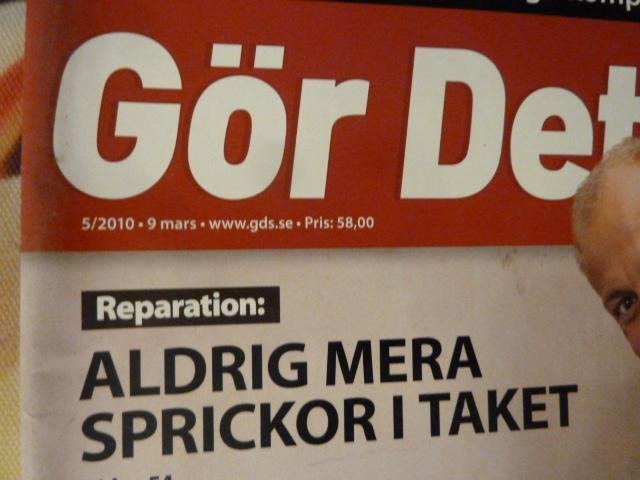 Gör Det
5/2010 • 9 mars • www.gds.se • Pris: 58,00
Reparation:
ALDRIG MERA
SPRICKOR I TAKET